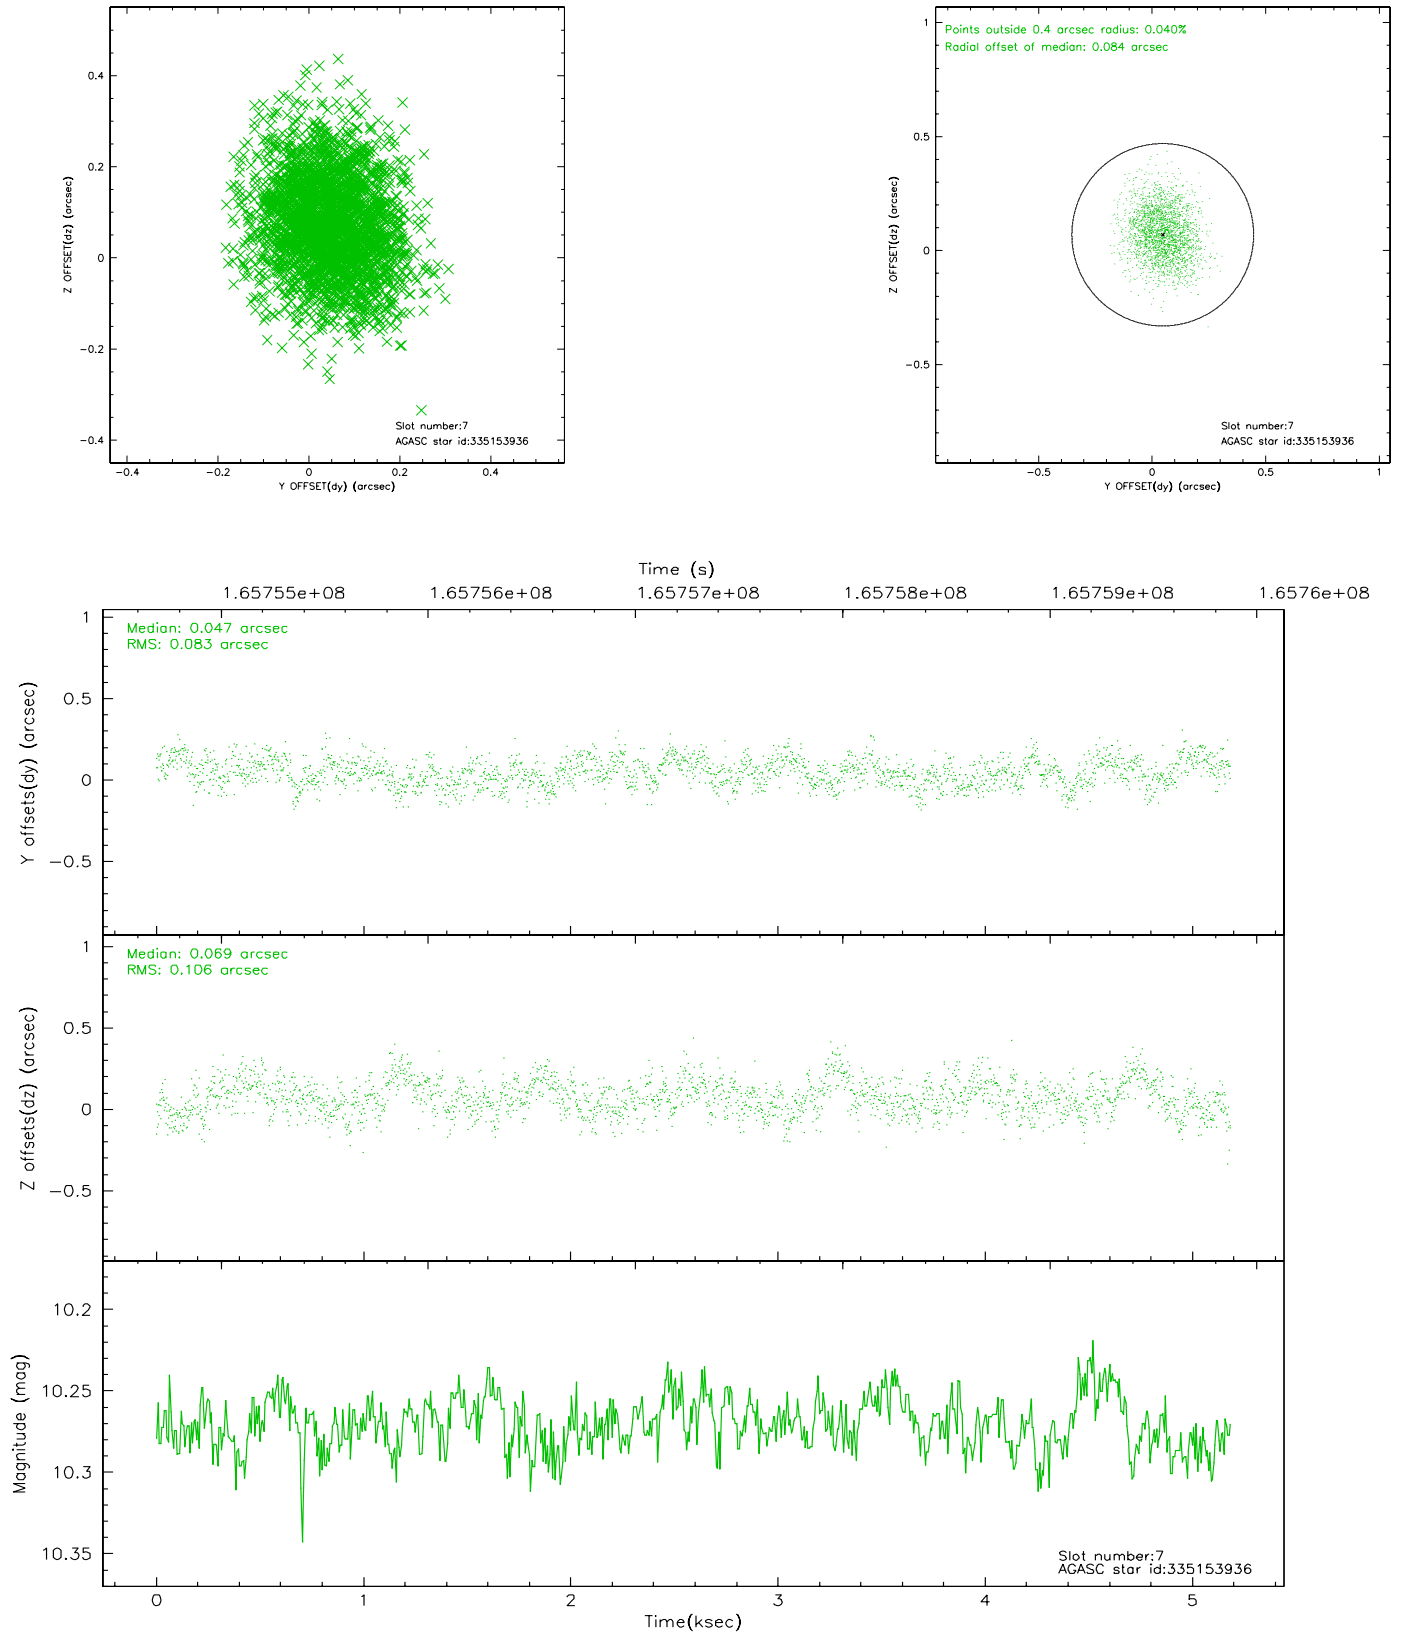 0.4
0.2
0
−0.2
−0.4
Z OFFSET(dz) (arcsec)
Slot number:7
AGASC star id:335153936
−0.4 −0.2 0 0.2 0.4
Y OFFSET(dy) (arcsec)
Points outside 0.4 arcsec radius: 0.040%
Radial offset of median: 0.084 arcsec
1
0.5
0
−0.5
Z OFFSET(dz) (arcsec)
Slot number:7
AGASC star id:335153936
−0.5 0 0.5 1
Y OFFSET(dy) (arcsec)
Time (s)
1.65755e+08 1.65756e+08 1.65757e+08 1.65758e+08 1.65759e+08 1.6576e+08
Median: 0.047 arcsec
RMS: 0.083 arcsec
1
0.5
0
−0.5
Y offsets(dy) (arcsec)
Median: 0.069 arcsec
RMS: 0.106 arcsec
1
0.5
0
−0.5
Z offsets(dz) (arcsec)
10.2
10.25
10.3
10.35
Magnitude (mag)
Slot number:7
AGASC star id:335153936
0 1 2 3 4 5
Time(ksec)